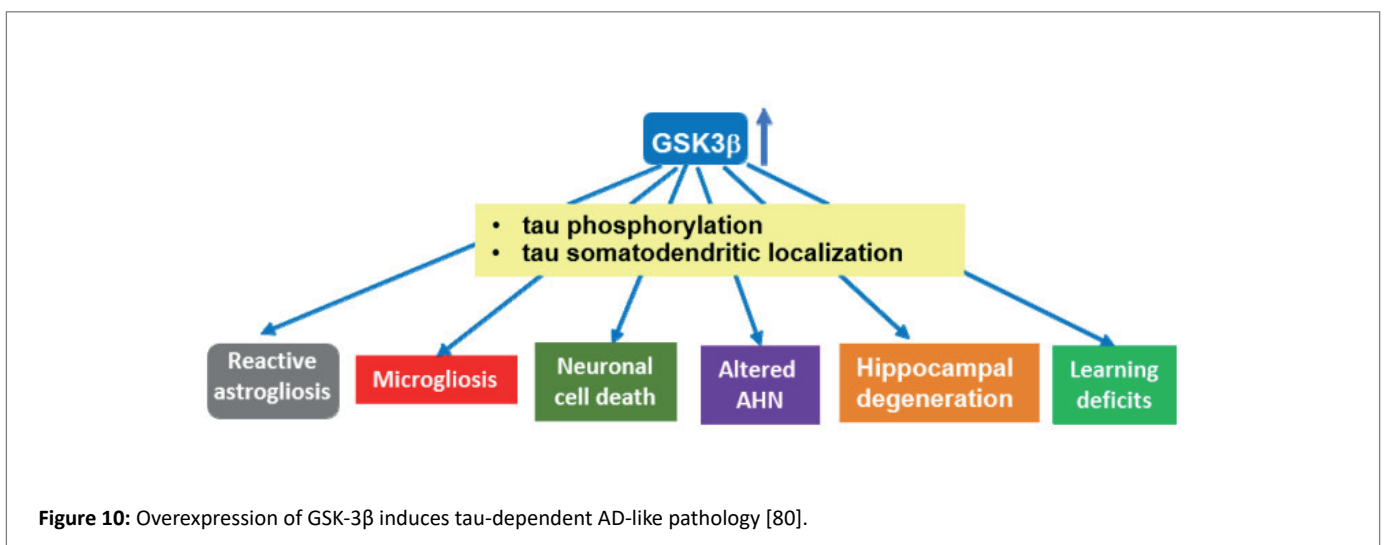 GSK3β
• tau phosphorylation
• tau somatodendritic localization
Reactive
astrogliosis
Microgliosis
Neuronal
cell death
Altered
AHN
Hippocampal
degeneration
Learning
deficits
Figure 10: Overexpression of GSK-3β induces tau-dependent AD-like pathology [80].